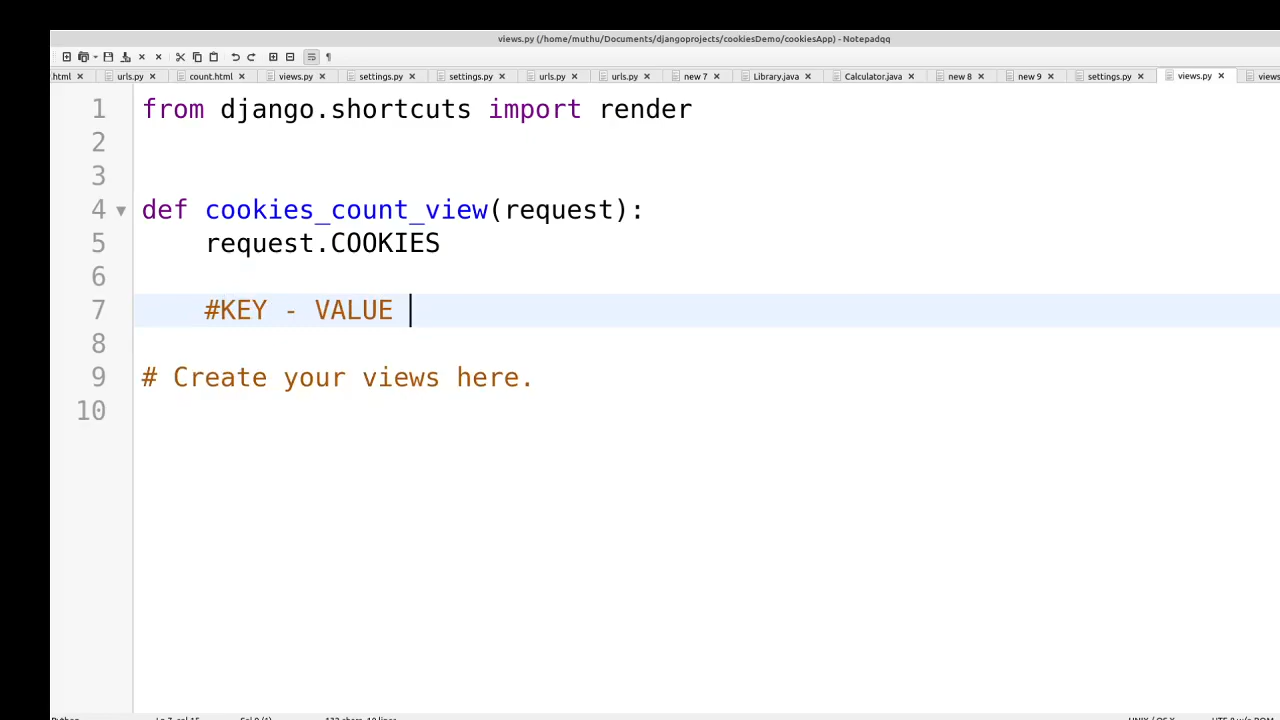 views.py (/home/muthu/Documents/djangoprojects/cookiesDemo/cookiesApp) - Notepadqq
html urls.py count.html views.py settings.py settings.py urls.py urls.py new 7 Library.java Calculator.java new 8 new 9 settings.py views.py views
1 from django.shortcuts import render
2
3
4 def cookies_count_view(request):
5 request.COOKIES
6
7 #KEY - VALUE
8
9 # Create your views here.
10